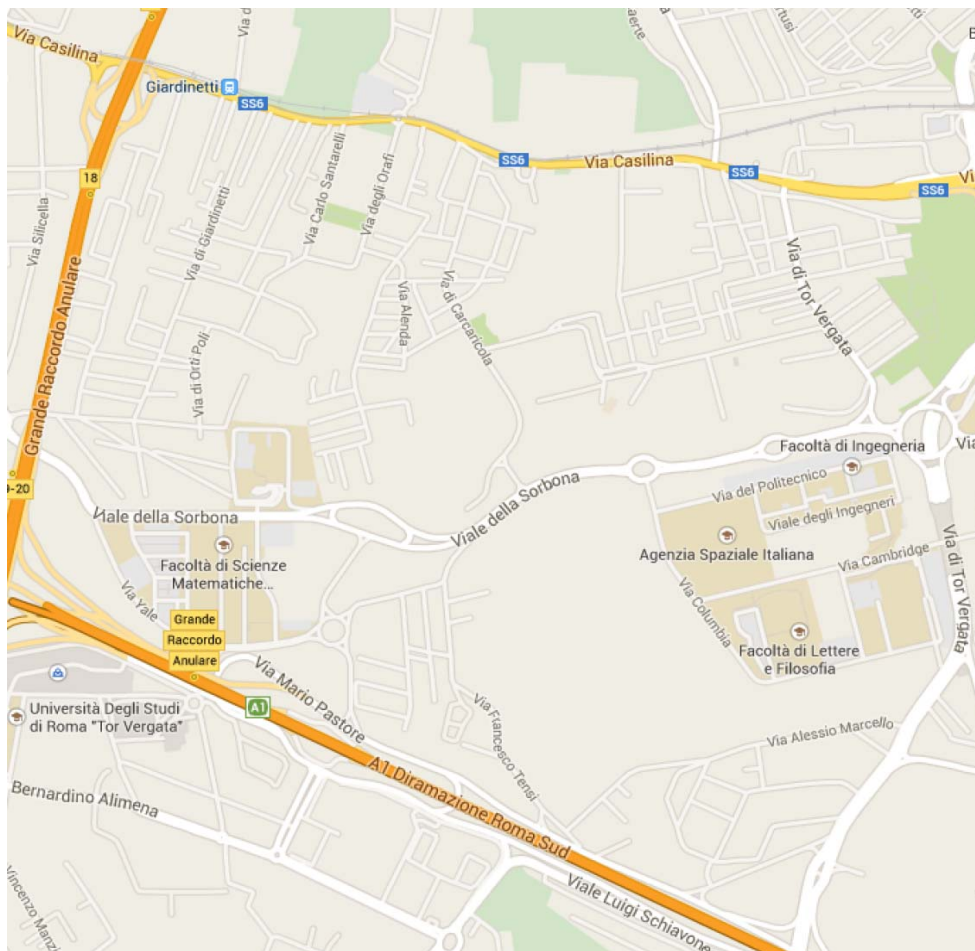 Via Casilina
Via d
Giardinetti
SS6
18
Via Silicella
Grande Raccordo Anulare
Via di Giardinetti
Via Carlo Santarelli
Via degli Orafi
SS6
Via Casilina
SS6
SS6
Via Alenda
Via di Carcaricola
Via di Tor Vergata
Via di Orti Poli
Facoltà di Ingegneria
Via del Politecnico
Viale degli Ingegneri
Viale della Sorbona
Viale della Sorbona
Facoltà di Scienze
Matematiche...
Agenzia Spaziale Italiana
Via Cambridge
Via Yale
Via Columbia
Via di Tor Vergata
Grande
Raccordo
Anulare
Facoltà di Lettere
e Filosofia
Via Mario Pastore
A1
Università Degli Studi
di Roma "Tor Vergata"
Via Francesco Tensi
Via Alessio Marcello
A1 Diramazione Roma Sud
Bernardino Alimena
Viale Luigi Schiavone
Vincenzo Manzi